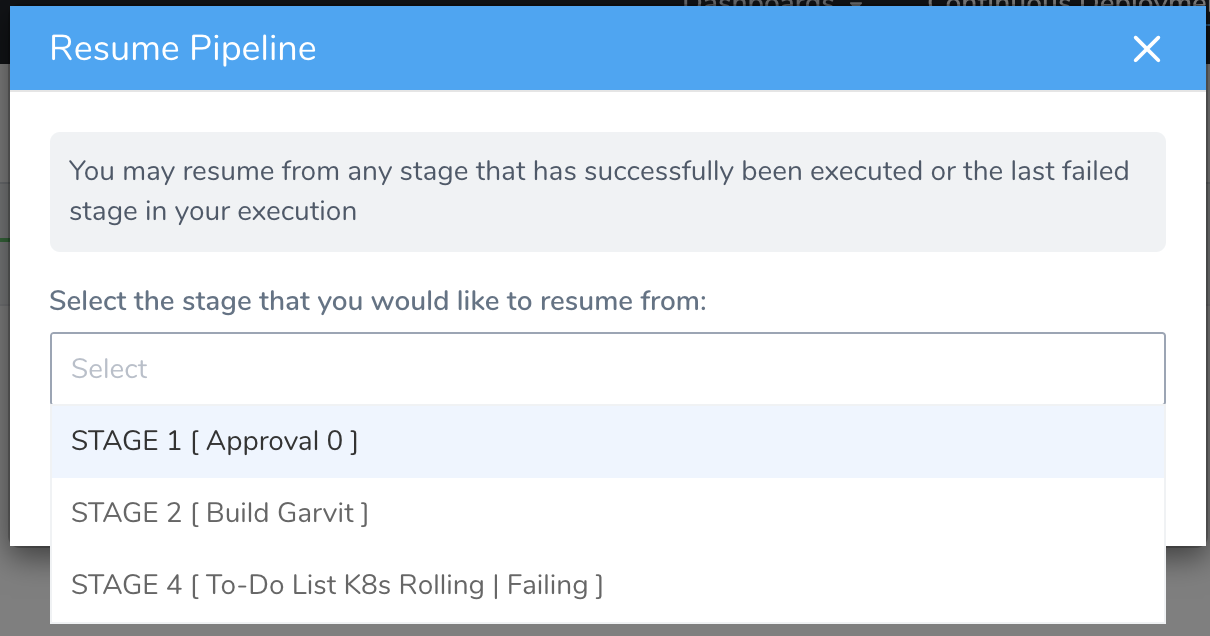 Dashboards
Continuous Deployme
Resume Pipeline
You may resume from any stage that has successfully been executed or the last failed
stage in your execution
Select the stage that you would like to resume from:
Select
STAGE 1 [ Approval 0 ]
STAGE 2 [ Build Garvit ]
STAGE 4 [ To-Do List K8s Rolling | Failing ]